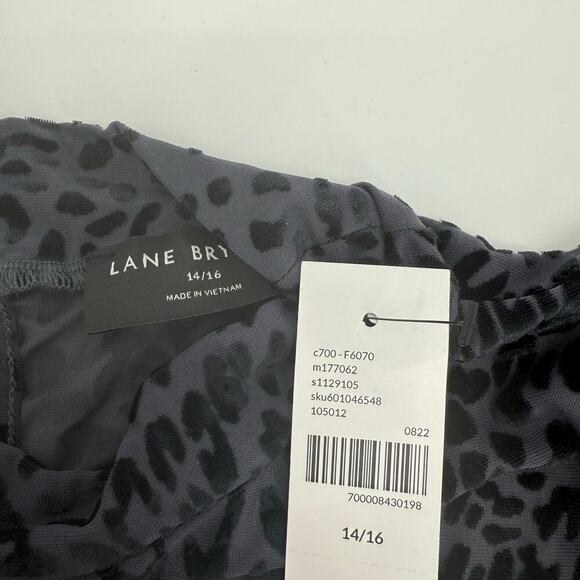 LANE BRY
14/16
MADE IN VIETNAM
c700 - F6070
m177062
s1129105
sku601046548
105012
0822
700008430198
14/16